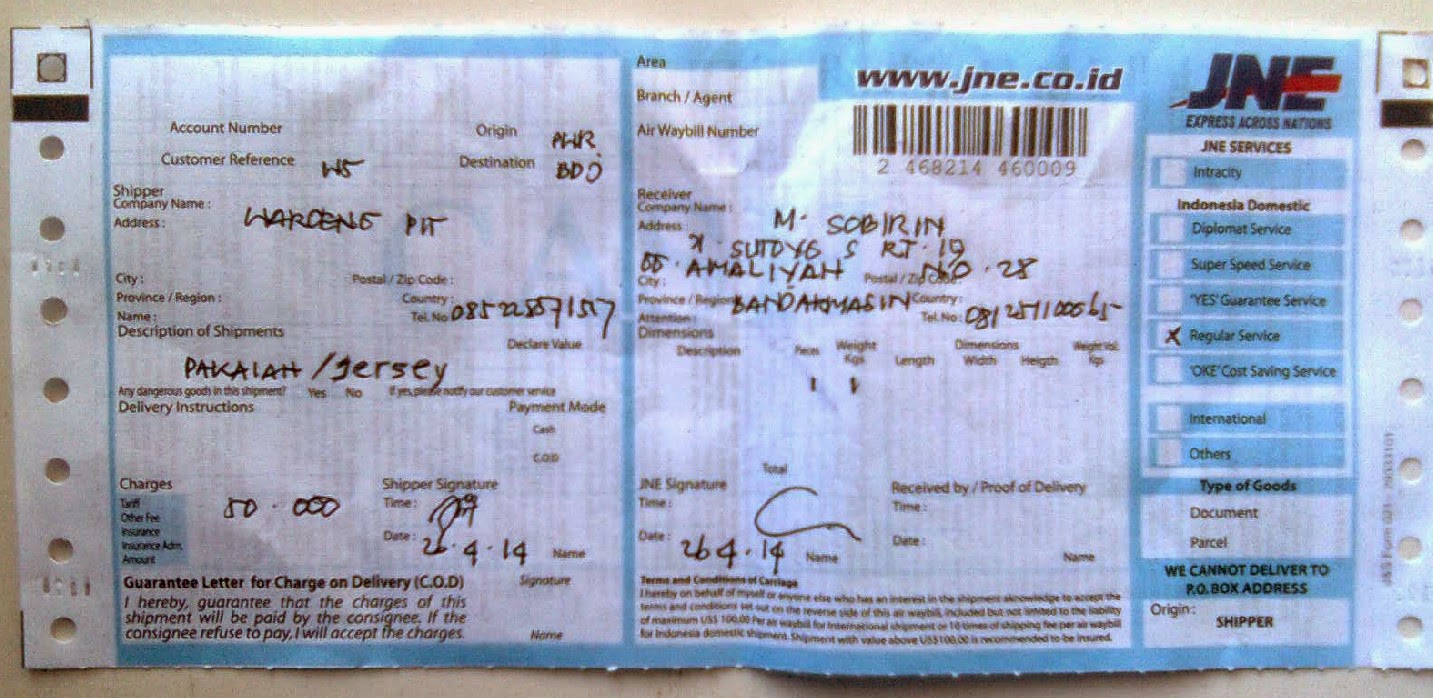 www.jne.co.id
JNE
EXPRESS ACROSS NATIONS
Area
Branch / Agent
Air Waybill Number
2 468214 460009
Account Number
Origin PWR
Customer Reference W5
Destination BDJ
Shipper
Company Name :
Address : WAROENG PIT
City :
Postal / Zip Code :
Province / Region :
Country :
Name :
Tel. No 085228571517
Description of Shipments
Declare Value
PAKAIAN / Jersey
Any dangerous goods in this shipment? Yes No If yes, please notify our customer service
Delivery Instructions
Payment Mode
Cash
C.O.D
Charges
Tariff
Other Fee
Insurance
Insurance Adm.
Amount
50.000
Shipper Signature
Time :
Date : 26.4.14
Name
Guarantee Letter for Charge on Delivery (C.O.D)
Signature
I hereby, guarantee that the charges of this
shipment will be paid by the consignee. If the
consignee refuse to pay, I will accept the charges.
Name
Receiver
Company Name : M. SOBIRIN
Address : RT. 19
AMALIYAH NO. 28
City :
Postal / Zip Code
Province / Region
Country :
Attention :
Tel. No : 081251100065
Dimensions
Description
Pieces
Weight Kgs
Dimensions
Length Width Heigth
Weight Vol. Kgs
1 1
Total
JNE Signature
Time :
Date : 26.4.14
Name
Received by / Proof of Delivery
Time :
Date :
Name
Terms and Conditions of Carriage
I hereby on behalf of myself or anyone else who has an interest in the shipment aknowledge to accept the
terms and conditions set out on the reverse side of this air waybill, included but not limited to the liability
of maximum US$ 100,00 Per air waybill for International shipment or 10 times of shipping fee per air waybill
for Indonesia domestic shipment. Shipment with value above US$100,00 is recommended to be insured.
JNE SERVICES
Intracity
Indonesia Domestic
Diplomat Service
Super Speed Service
'YES' Guarantee Service
X Regular Service
'OKE' Cost Saving Service
International
Others
Type of Goods
Document
Parcel
WE CANNOT DELIVER TO
P.O. BOX ADDRESS
Origin :
SHIPPER